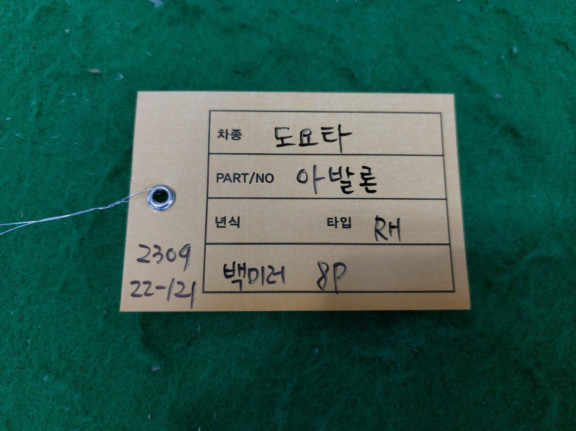 차종 도요타
PART/NO 아발론
년식 타입 RH
백미러 8P
2309
22-121